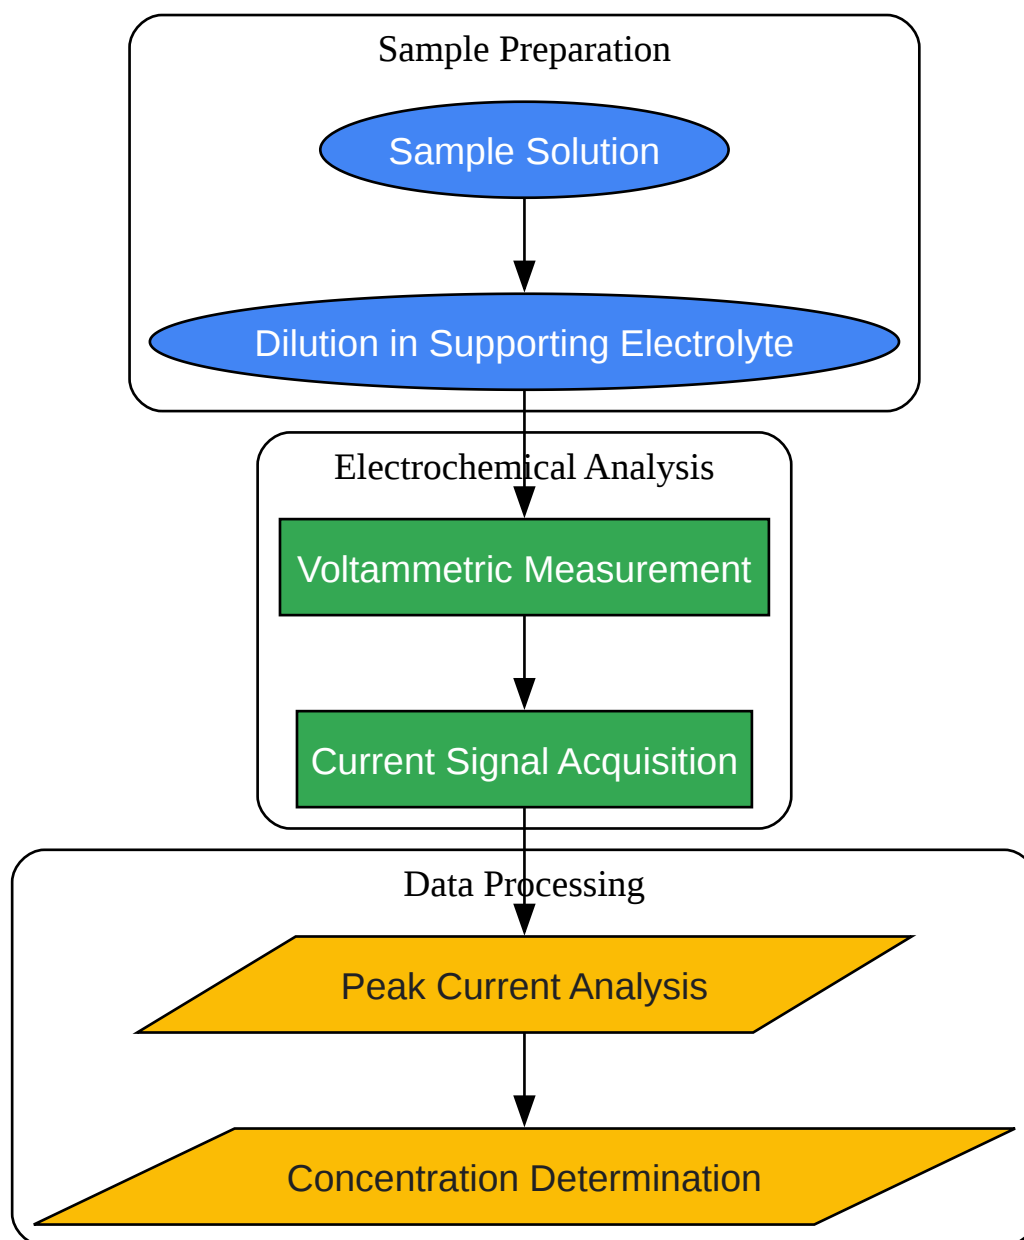 Sample Preparation
Sample Solution
Dilution in Supporting Electrolyte
Electrochemical Analysis
Voltammetric Measurement
Current Signal Acquisition
Data Processing
Peak Current Analysis
Concentration Determination